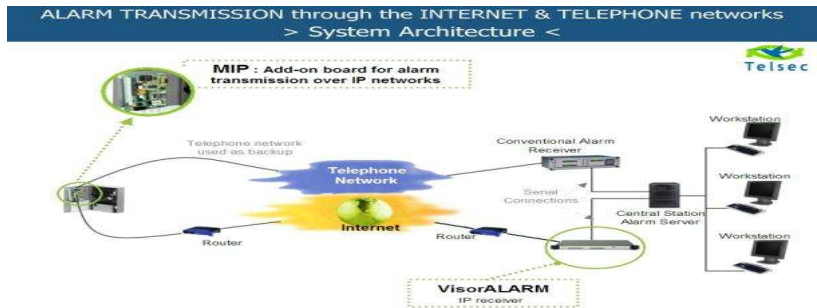 ALARM TRANSMISSION through the INTERNET & TELEPHONE networks
> System Architecture <
Telsec
MIP : Add-on board for alarm
transmission over IP networks
Workstation
Telephone network
used as backup
Conventional Alarm
Receiver
Telephone
Network
Workstation
Serial
Connections
Central Station
Alarm Server
Internet
Router
Router
Workstation
VisorALARM
IP receiver